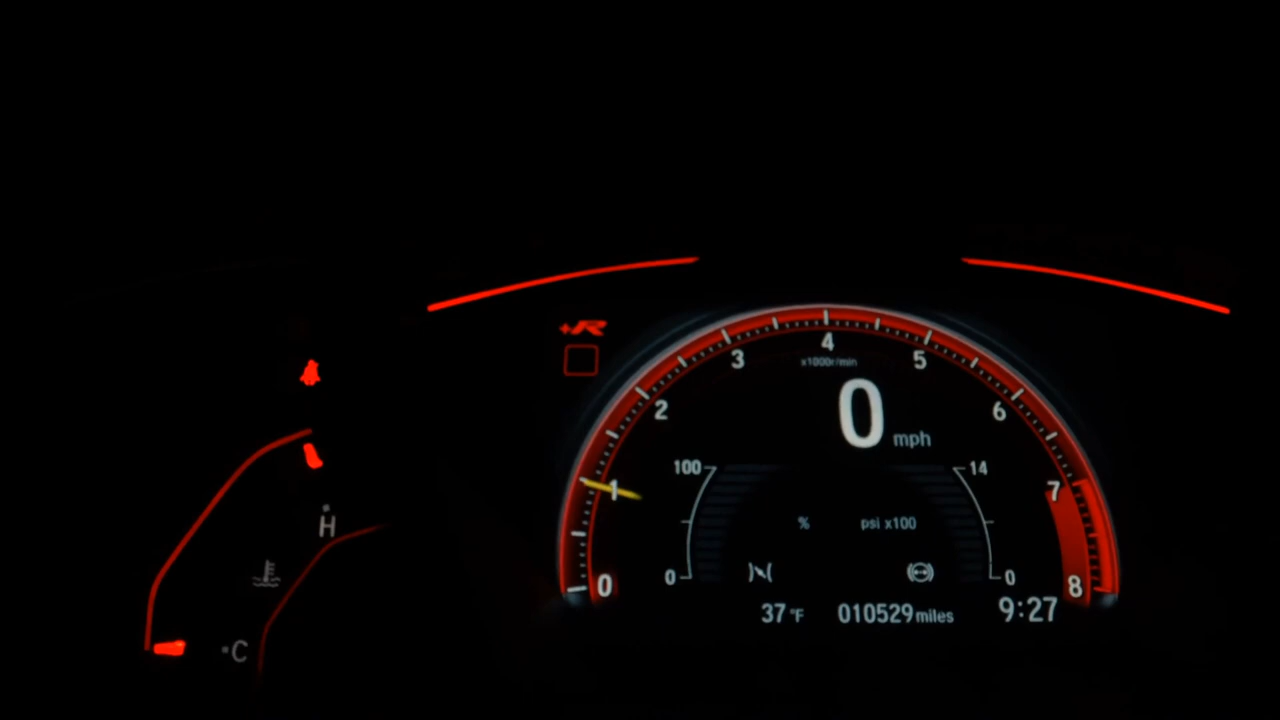 +R
4
3 5
x1000r/min
2 6
0 mph
100 14
1 7
% psi x100
H
0 0
0 8
37 °F 010529 miles 9:27
C